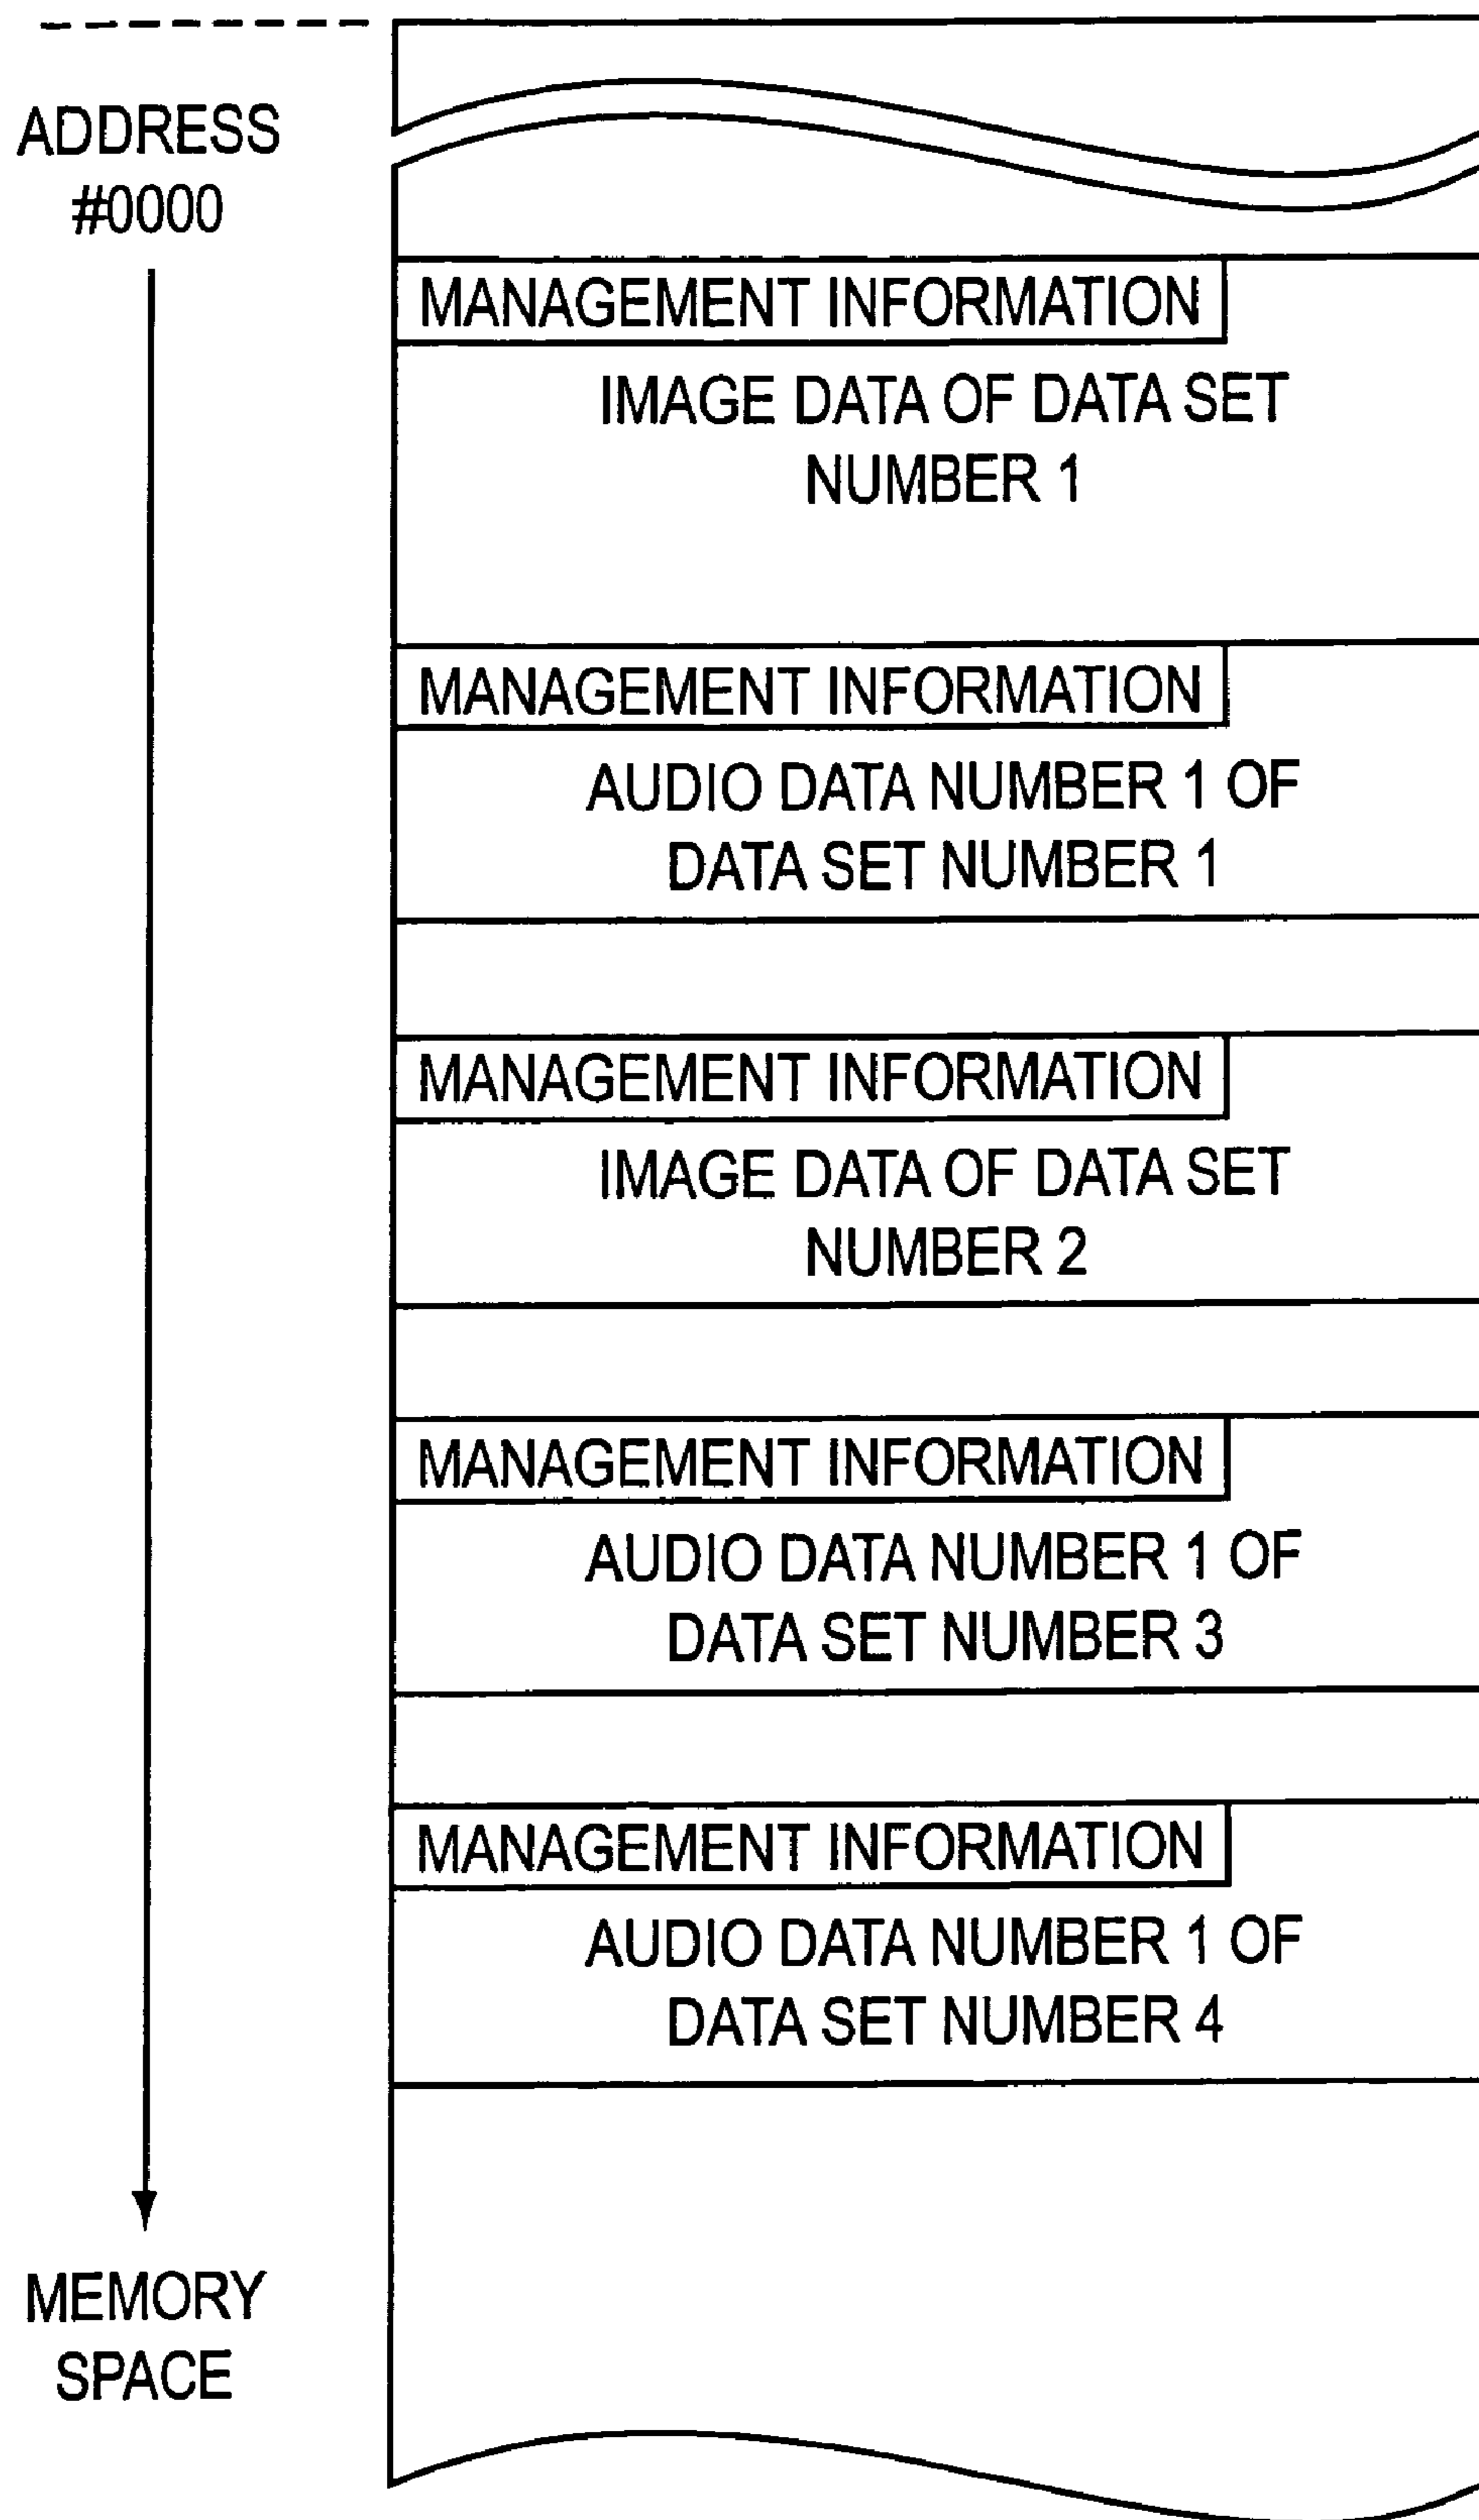 ADDRESS
#0000
MANAGEMENT INFORMATION
IMAGE DATA OF DATA SET
NUMBER 1
MANAGEMENT INFORMATION
AUDIO DATA NUMBER 1 OF
DATA SET NUMBER 1
MANAGEMENT INFORMATION
IMAGE DATA OF DATA SET
NUMBER 2
MANAGEMENT INFORMATION
AUDIO DATA NUMBER 1 OF
DATA SET NUMBER 3
MANAGEMENT INFORMATION
AUDIO DATA NUMBER 1 OF
DATA SET NUMBER 4
MEMORY
SPACE